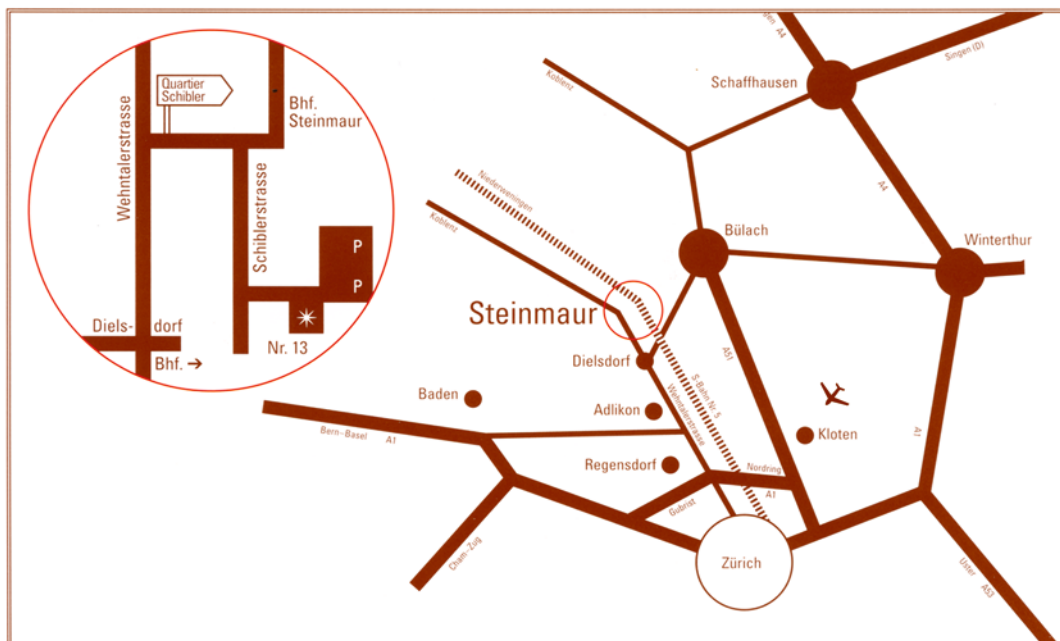 Quartier
Schibler
Wehntalerstrasse
Bhf.
Steinmaur
Schiblerstrasse
P
P
Diels-
dorf
Bhf. →
Nr. 13
A4
Singen (D)
Schaffhausen
Koblenz
A4
Niederweningen
Koblenz
Bülach
Winterthur
Steinmaur
Dielsdorf
A51
Baden
Adlikon
Wehntalerstrasse
S-Bahn Nr. 5
Kloten
A1
Bern–Basel A1
Regensdorf
Nordring
A1
Gubrist
Cham–Zug
Zürich
Uster A53